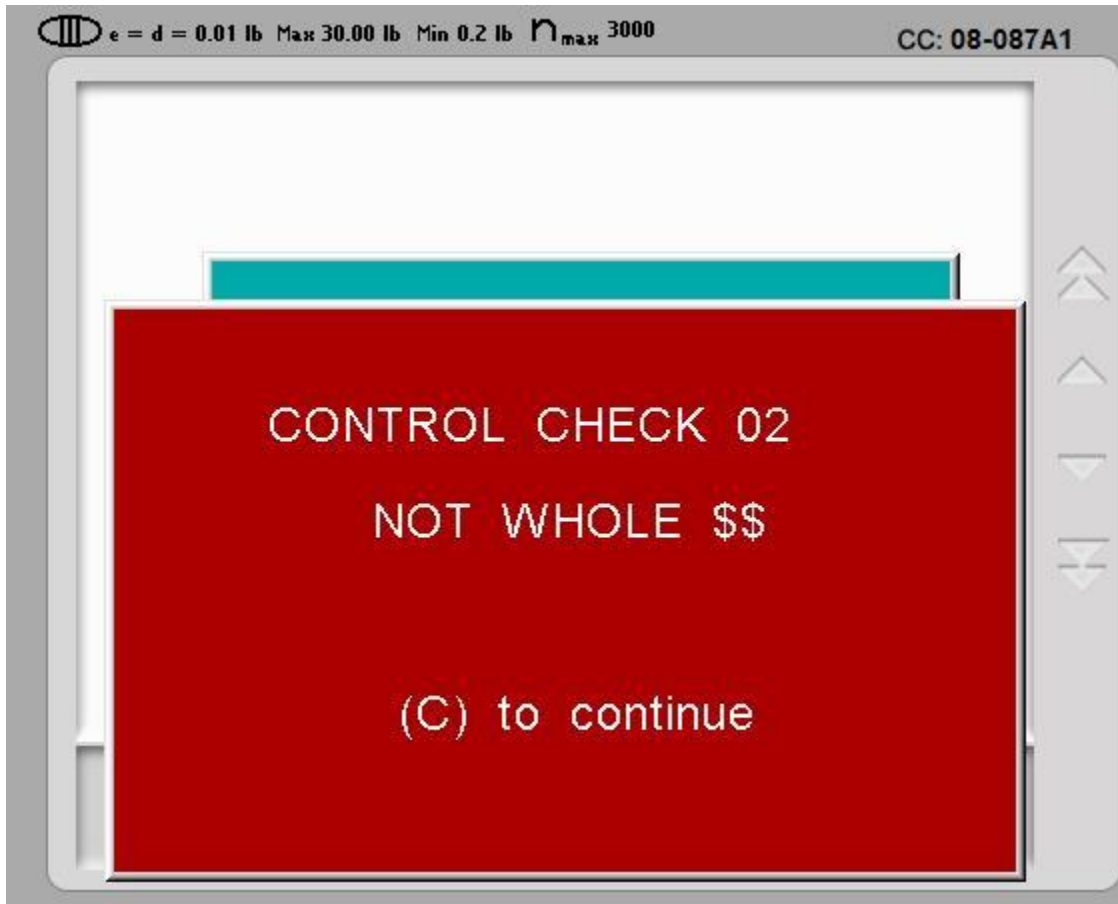 e = d = 0.01 lb Max 30.00 lb Min 0.2 lb nmax 3000
CC: 08-087A1
CONTROL CHECK 02
NOT WHOLE $$
(C) to continue